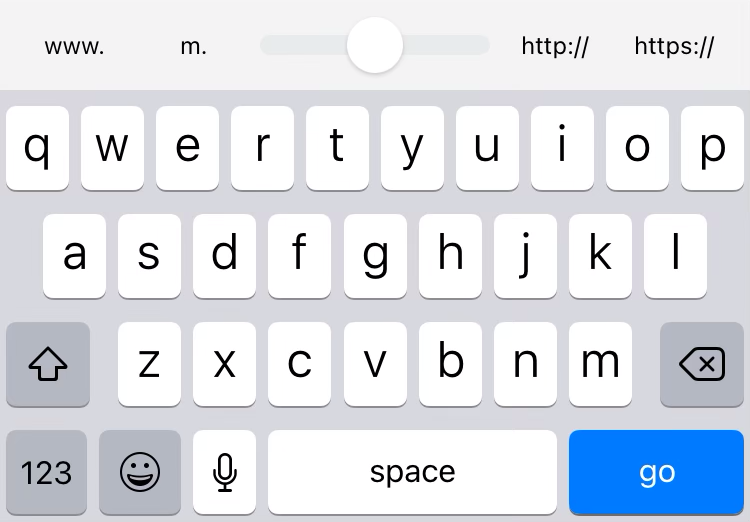 www. m. http:// https://
q w e r t y u i o p
a s d f g h j k l
z x c v b n m
123 space go